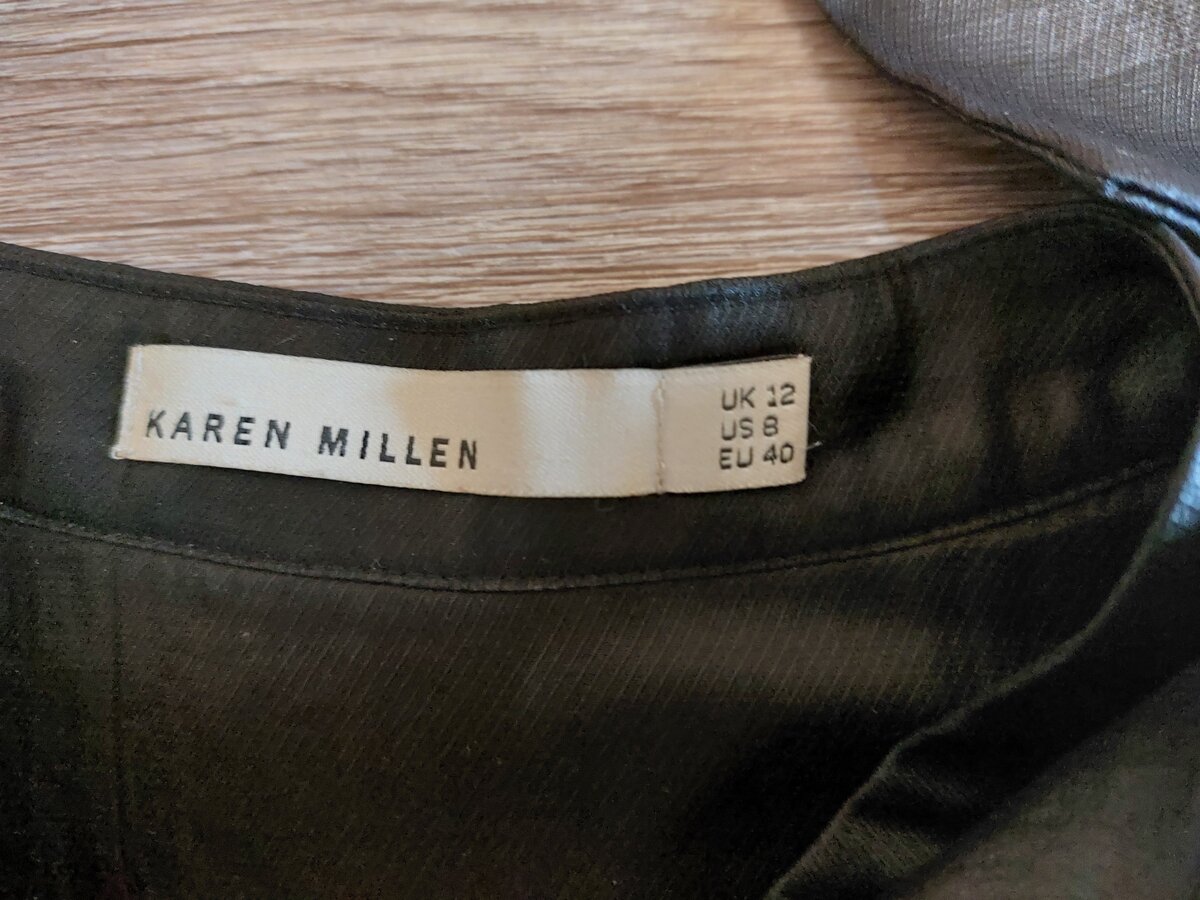 KAREN MILLEN
UK 12
US 8
EU 40